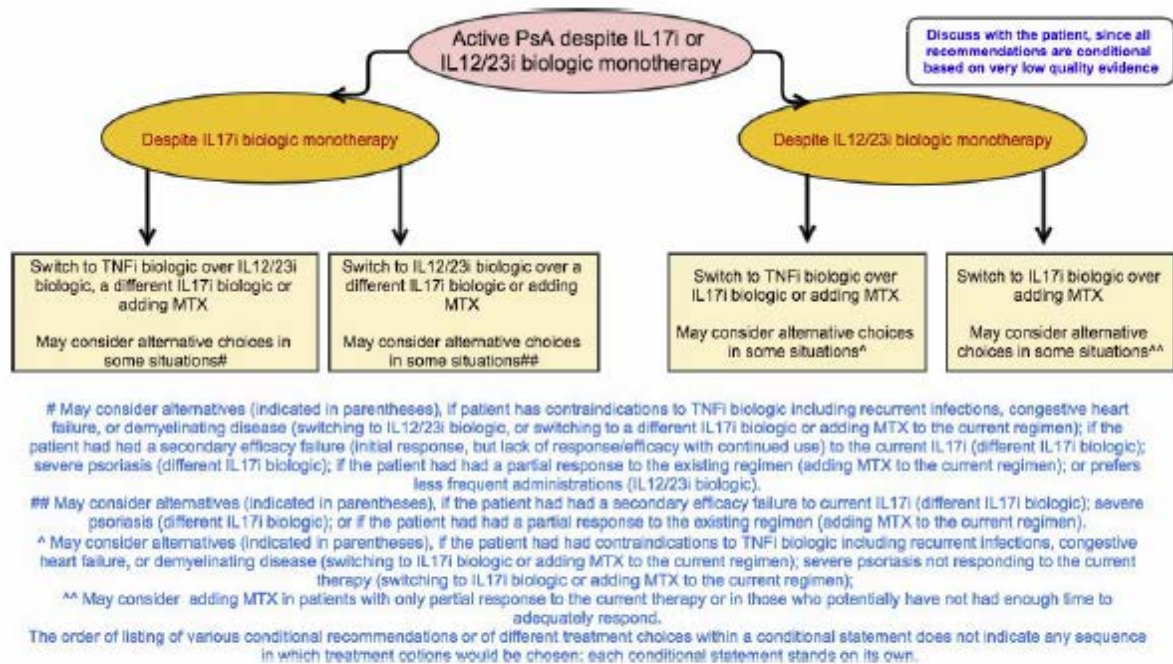 Active PsA despite IL17i or
IL12/23i biologic monotherapy
Discuss with the patient, since all
recommendations are conditional
based on very low quality evidence
Despite IL17i biologic monotherapy
Despite IL12/23i biologic monotherapy
Switch to TNFi biologic over IL12/23i
biologic, a different IL17i biologic or
adding MTX
May consider alternative choices in
some situations#
Switch to IL12/23i biologic over a
different IL17i biologic or adding
MTX
May consider alternative choices
in some situations##
Switch to TNFi biologic over
IL17i biologic or adding MTX
May consider alternative choices
in some situations^
Switch to IL17i biologic over
adding MTX
May consider alternative
choices in some situations^^
# May consider alternatives (indicated in parentheses), if patient has contraindications to TNFi biologic including recurrent infections, congestive heart
failure, or demyelinating disease (switching to IL12/23i biologic, or switching to a different IL17i biologic or adding MTX to the current regimen); if the
patient had had a secondary efficacy failure (initial response, but lack of response/efficacy with continued use) to the current IL17i (different IL17i biologic);
severe psoriasis (different IL17i biologic); if the patient had had a partial response to the existing regimen (adding MTX to the current regimen); or prefers
less frequent administrations (IL12/23i biologic).
## May consider alternatives (indicated in parentheses), if the patient had had a secondary efficacy failure to current IL17i (different IL17i biologic); severe
psoriasis (different IL17i biologic); or if the patient had had a partial response to the existing regimen (adding MTX to the current regimen).
^ May consider alternatives (indicated in parentheses), if the patient had had contraindications to TNFi biologic including recurrent infections, congestive
heart failure, or demyelinating disease (switching to IL17i biologic or adding MTX to the current regimen); severe psoriasis not responding to the current
therapy (switching to IL17i biologic or adding MTX to the current regimen);
^^ May consider adding MTX in patients with only partial response to the current therapy or in those who potentially have not had enough time to
adequately respond.
The order of listing of various conditional recommendations or of different treatment choices within a conditional statement does not indicate any sequence
in which treatment options would be chosen; each conditional statement stands on its own.